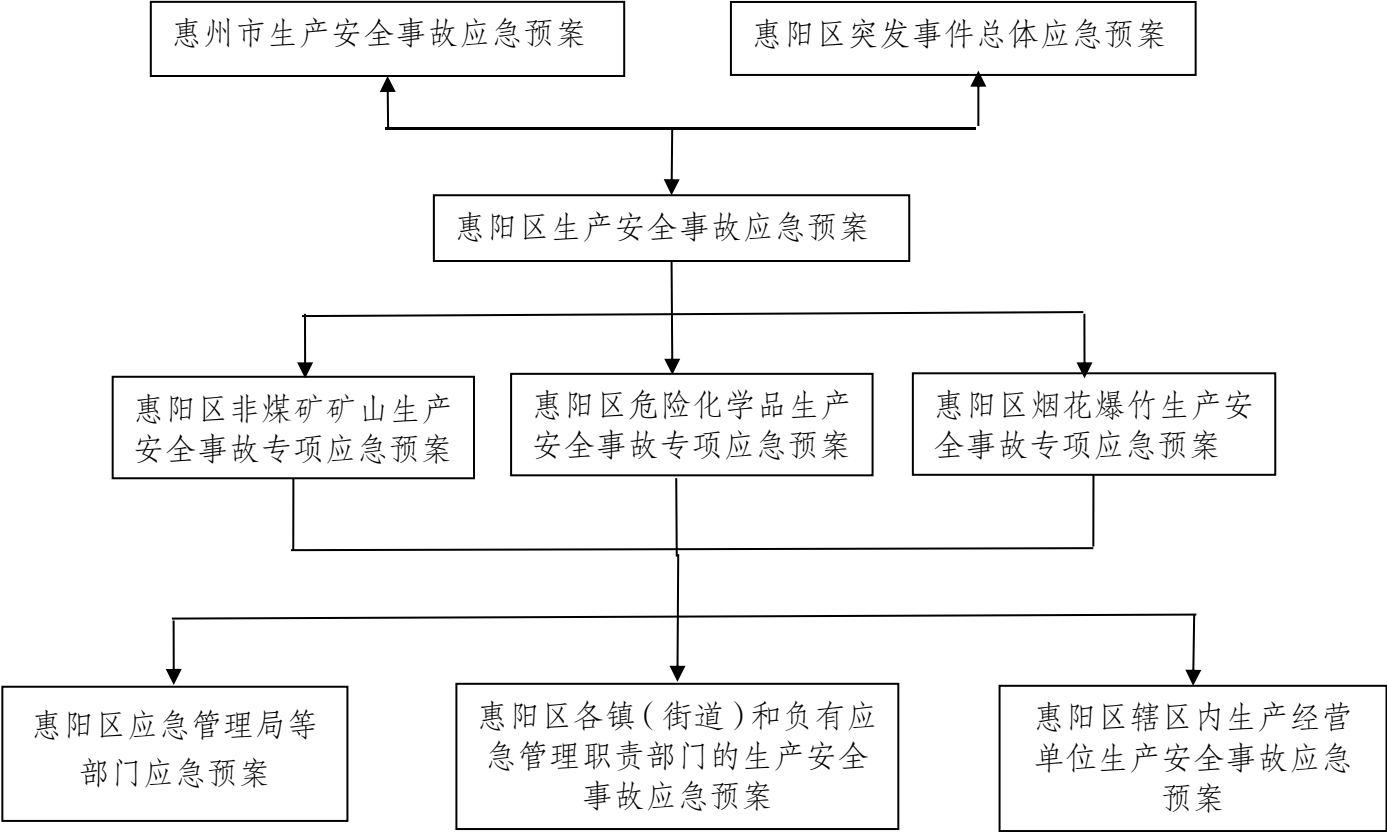 惠州市生产安全事故应急预案
惠阳区突发事件总体应急预案
惠阳区生产安全事故应急预案
惠阳区非煤矿矿山生产
安全事故专项应急预案
惠阳区危险化学品生产
安全事故专项应急预案
惠阳区烟花爆竹生产安
全事故专项应急预案
惠阳区应急管理局等
部门应急预案
惠阳区各镇(街道)和负有应
急管理职责部门的生产安全
事故应急预案
惠阳区辖区内生产经营
单位生产安全事故应急
预案